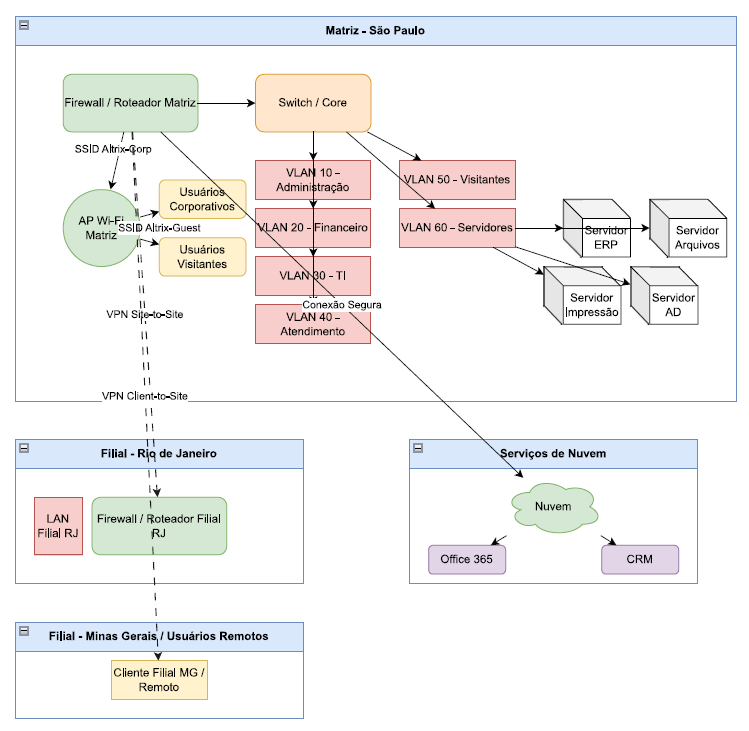 Matriz - São Paulo
Firewall / Roteador Matriz
Switch / Core
SSID Altrix-Corp
AP Wi-Fi
Matriz
Usuários
Corporativos
SSID Altrix-Guest
Usuários
Visitantes
VLAN 10 –
Administração
VLAN 20 - Financeiro
VLAN 30 - TI
Conexão Segura
VLAN 40 –
Atendimento
VLAN 50 - Visitantes
VLAN 60 - Servidores
Servidor
ERP
Servidor
Arquivos
Servidor
Impressão
Servidor
AD
VPN Site-to-Site
VPN Client-to-Site
Filial - Rio de Janeiro
LAN
Filial RJ
Firewall / Roteador Filial
RJ
Serviços de Nuvem
Nuvem
Office 365
CRM
Filial - Minas Gerais / Usuários Remotos
Cliente Filial MG /
Remoto